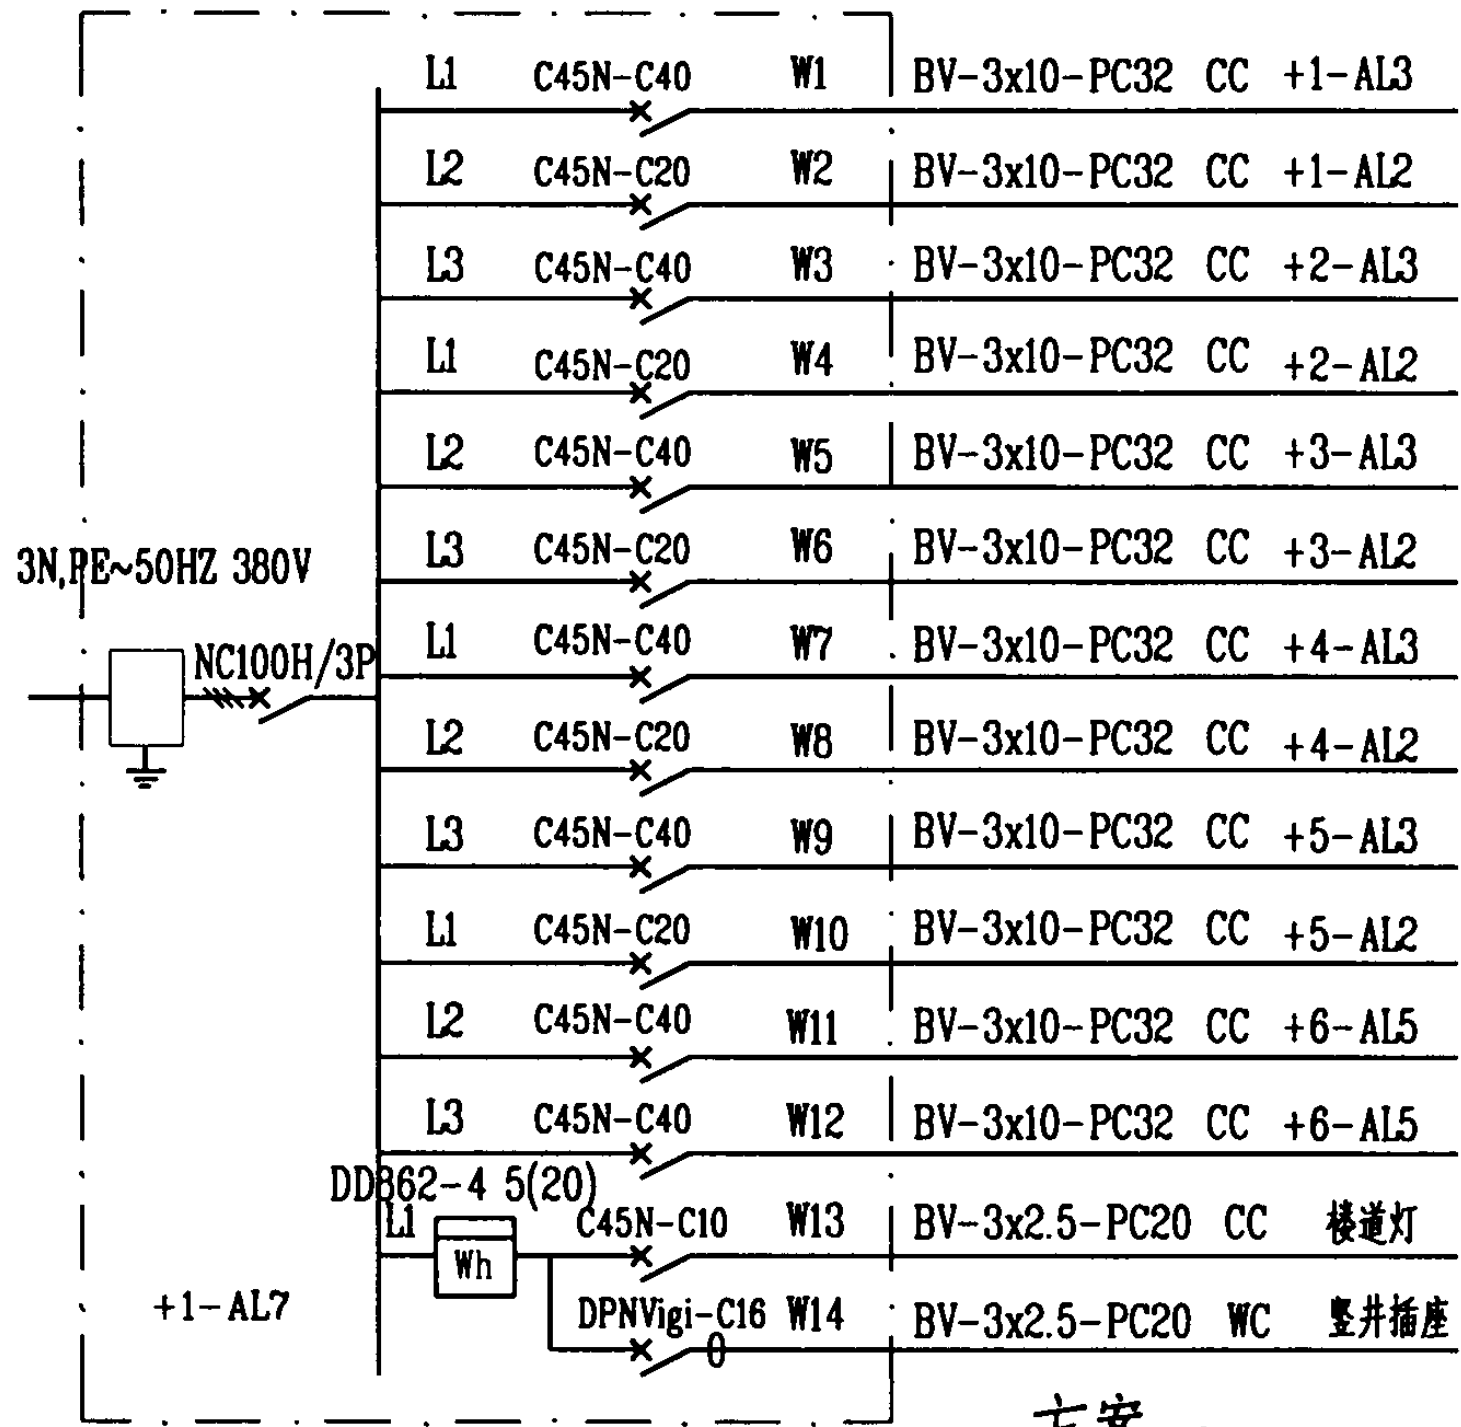 L1 C45N-C40 W1 BV-3x10-PC32 CC +1-AL3
L2 C45N-C20 W2 BV-3x10-PC32 CC +1-AL2
L3 C45N-C40 W3 BV-3x10-PC32 CC +2-AL3
L1 C45N-C20 W4 BV-3x10-PC32 CC +2-AL2
L2 C45N-C40 W5 BV-3x10-PC32 CC +3-AL3
L3 C45N-C20 W6 BV-3x10-PC32 CC +3-AL2
3N,PE~50HZ 380V
L1 C45N-C40 W7 BV-3x10-PC32 CC +4-AL3
NC100H/3P
L2 C45N-C20 W8 BV-3x10-PC32 CC +4-AL2
L3 C45N-C40 W9 BV-3x10-PC32 CC +5-AL3
L1 C45N-C20 W10 BV-3x10-PC32 CC +5-AL2
L2 C45N-C40 W11 BV-3x10-PC32 CC +6-AL5
L3 C45N-C40 W12 BV-3x10-PC32 CC +6-AL5
DD862-4 5(20)
L1 C45N-C10 W13 BV-3x2.5-PC20 CC 楼道灯
Wh
+1-AL7
DPNVigi-C16 W14 BV-3x2.5-PC20 WC 竖井插座
方案